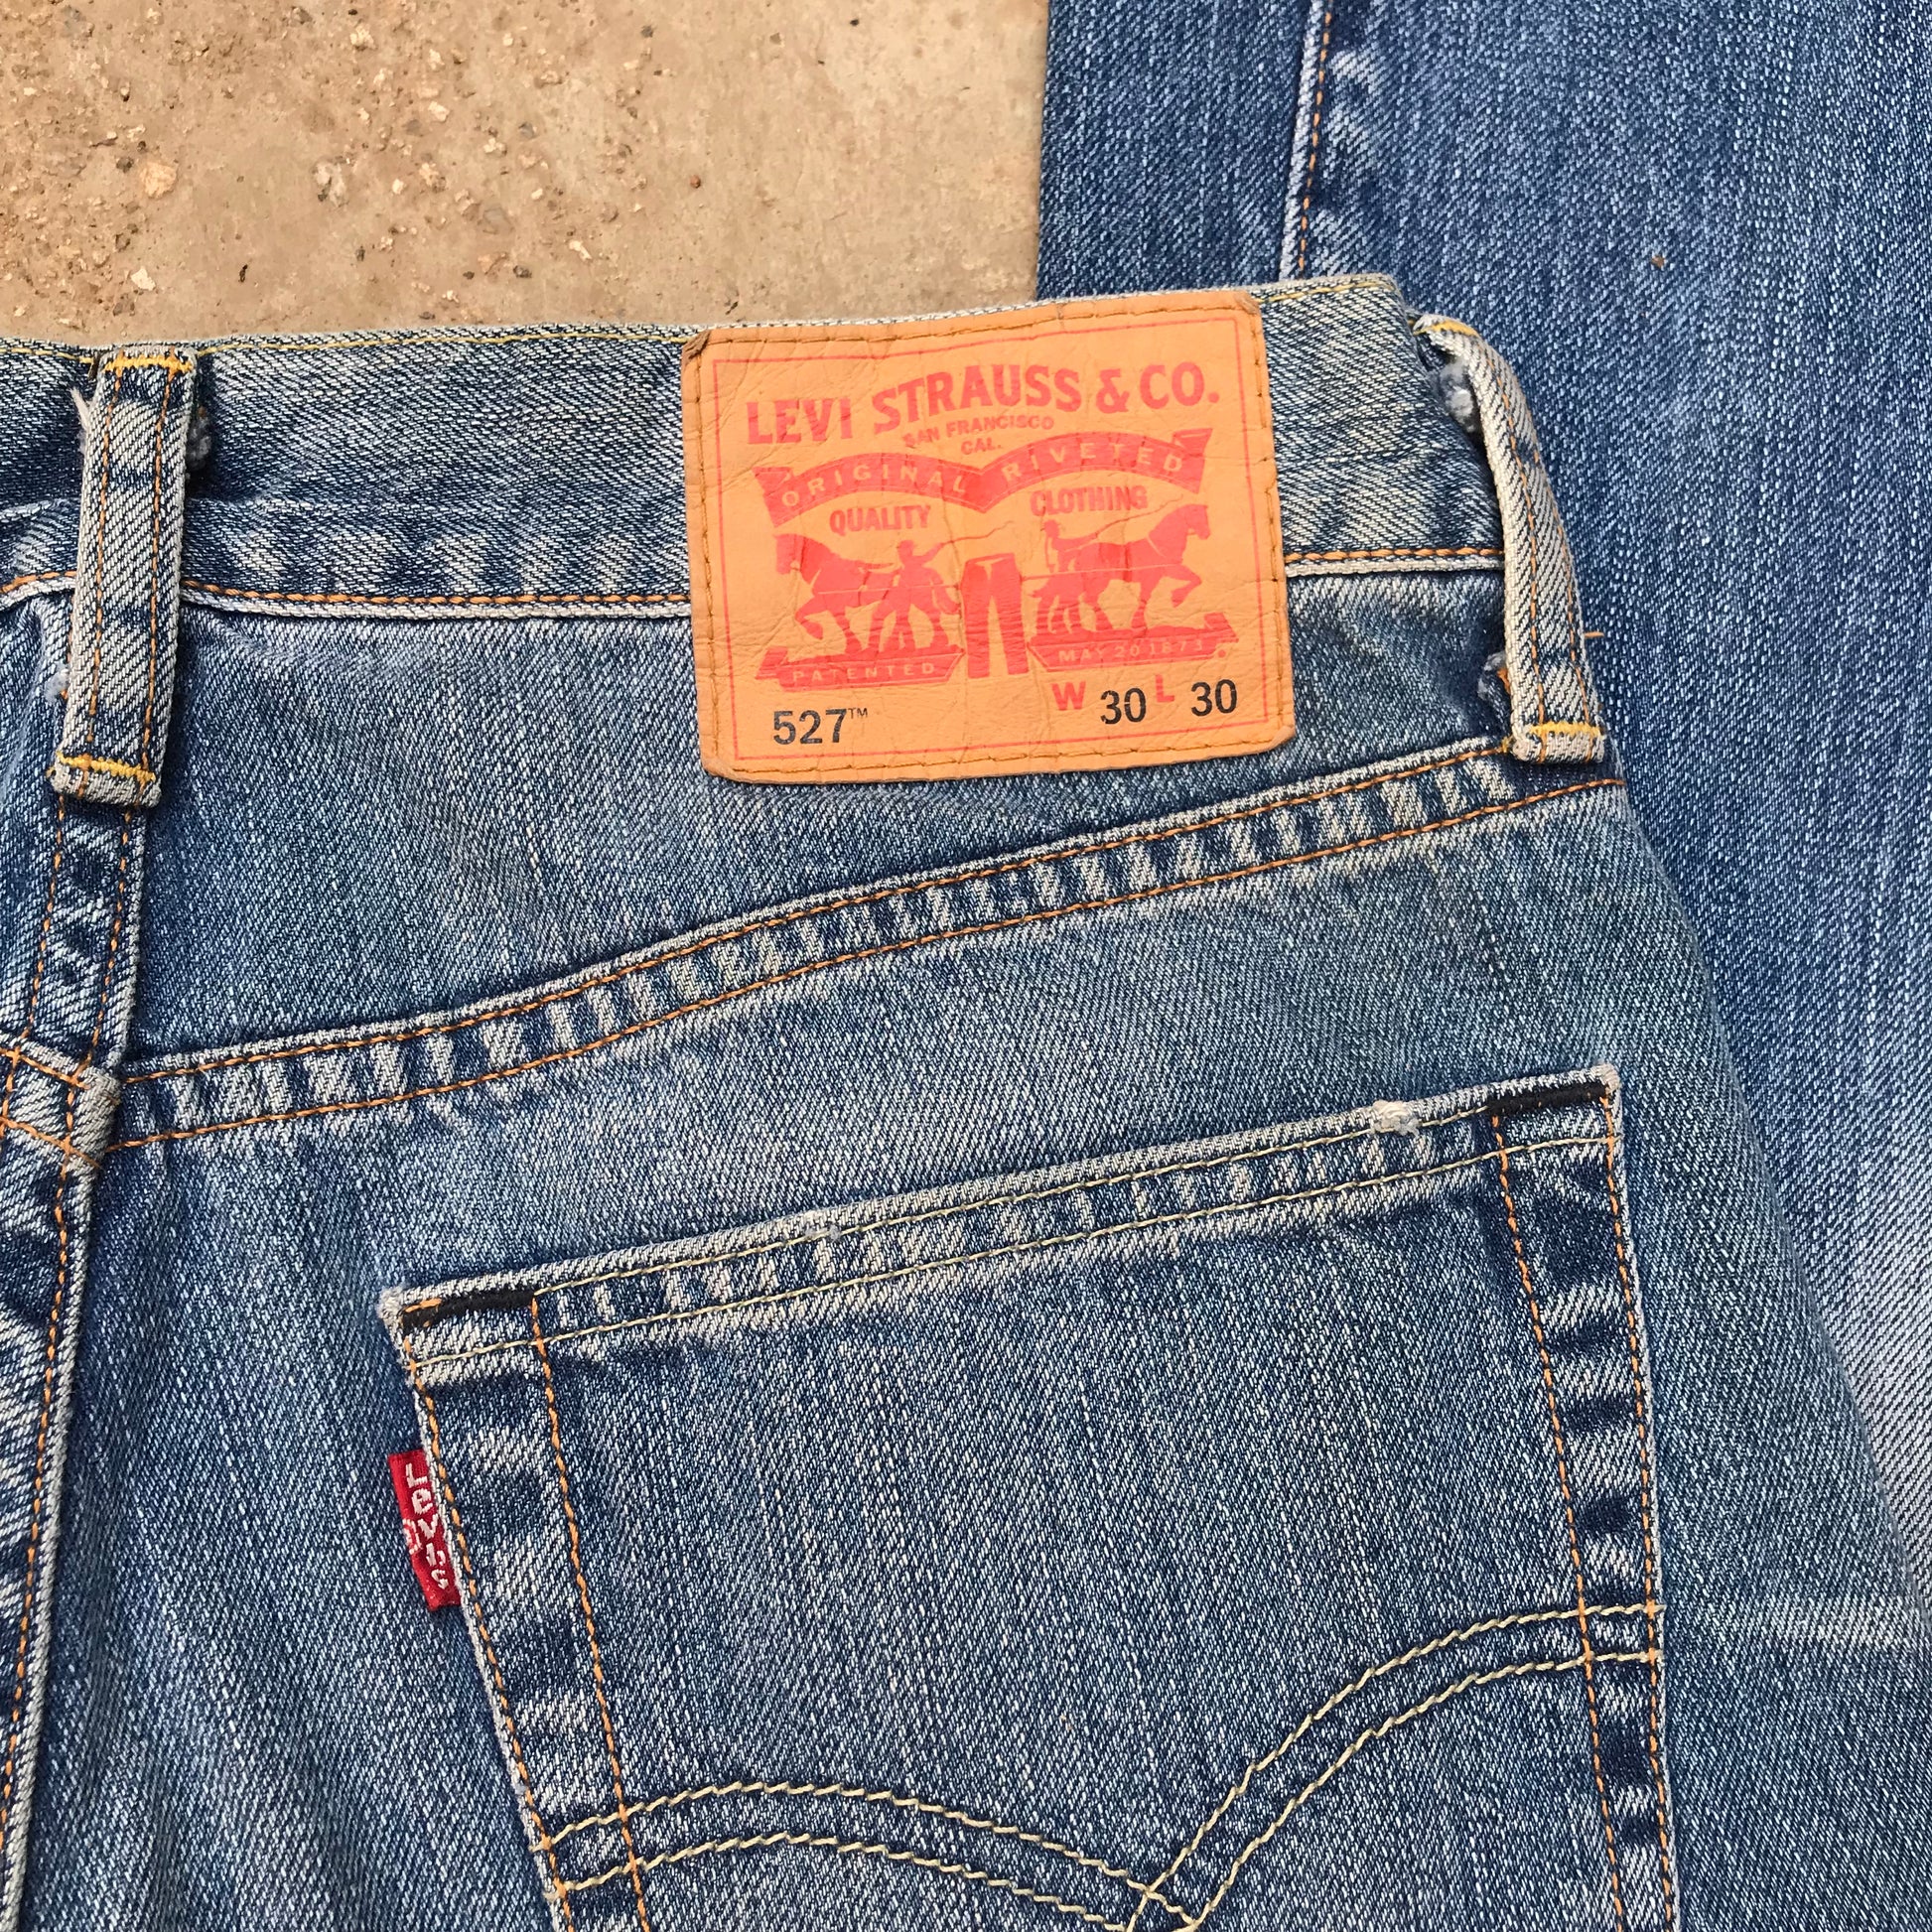 LEVI STRAUSS & CO.
SAN FRANCISCO
CAL.
ORIGINAL RIVETED
QUALITY CLOTHING
PATENTED MAY 20 1873
527™ W 30 L 30
Levi's